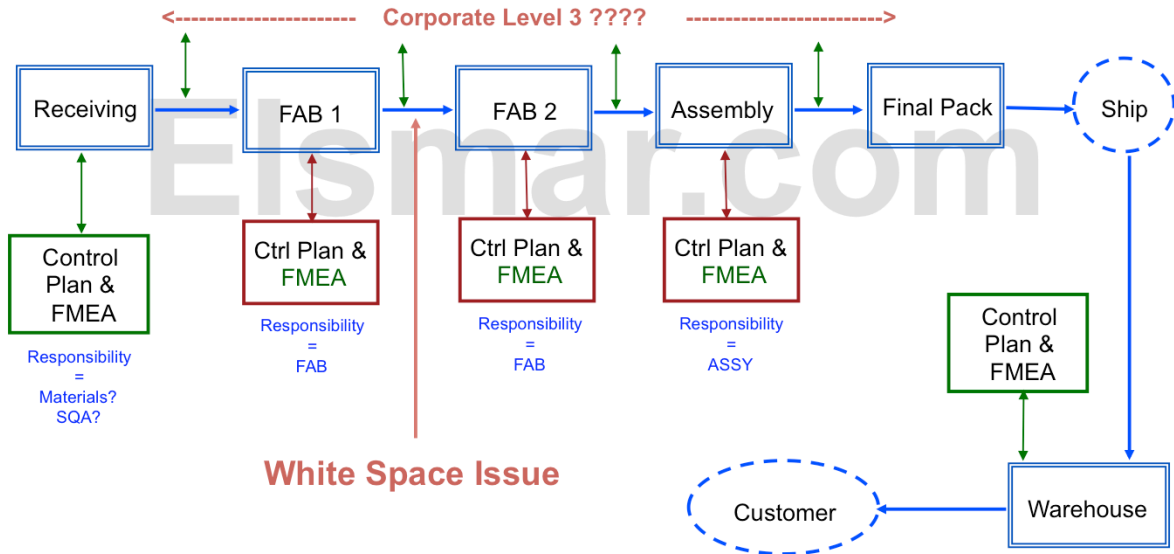 <-------------------- Corporate Level 3 ???? --------------------->
Receiving
FAB 1
FAB 2
Assembly
Final Pack
Ship
Elsmar.com
Control
Plan &
FMEA
Ctrl Plan &
FMEA
Ctrl Plan &
FMEA
Ctrl Plan &
FMEA
Responsibility
=
Materials?
SQA?
Responsibility
=
FAB
Responsibility
=
FAB
Responsibility
=
ASSY
Control
Plan &
FMEA
White Space Issue
Customer
Warehouse